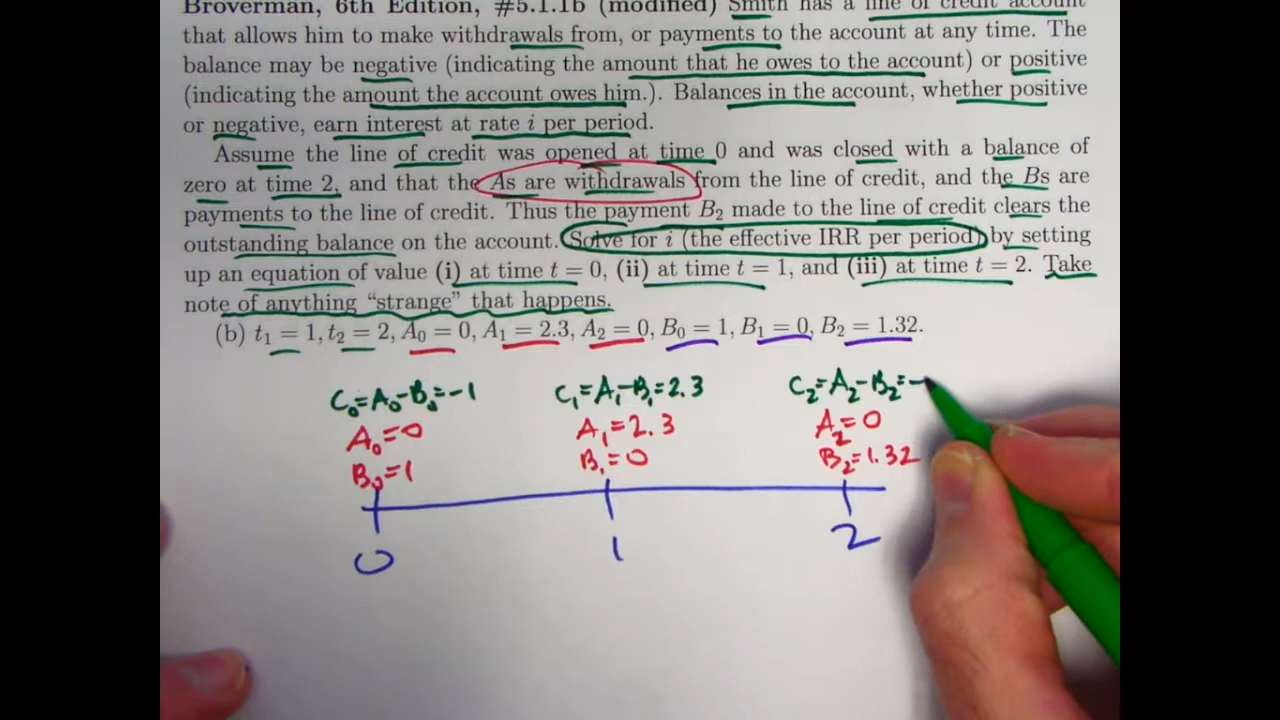 Broverman, 6th Edition, #5.1.1b (modified) Smith has a line of credit account
that allows him to make withdrawals from, or payments to the account at any time. The
balance may be negative (indicating the amount that he owes to the account) or positive
(indicating the amount the account owes him.). Balances in the account, whether positive
or negative, earn interest at rate i per period.
Assume the line of credit was opened at time 0 and was closed with a balance of
zero at time 2, and that the As are withdrawals from the line of credit, and the Bs are
payments to the line of credit. Thus the payment B₂ made to the line of credit clears the
outstanding balance on the account. Solve for i (the effective IRR per period) by setting
up an equation of value (i) at time t = 0, (ii) at time t = 1, and (iii) at time t = 2. Take
note of anything “strange” that happens.
(b) t₁ = 1, t₂ = 2, A₀ = 0, A₁ = 2.3, A₂ = 0, B₀ = 1, B₁ = 0, B₂ = 1.32.
C₀=A₀-B₀=-1 C₁=A₁-B₁=2.3 C₂=A₂-B₂=-
A₀=0 A₁=2.3 A₂=0
B₀=1 B₁=0 B₂=1.32
0 1 2